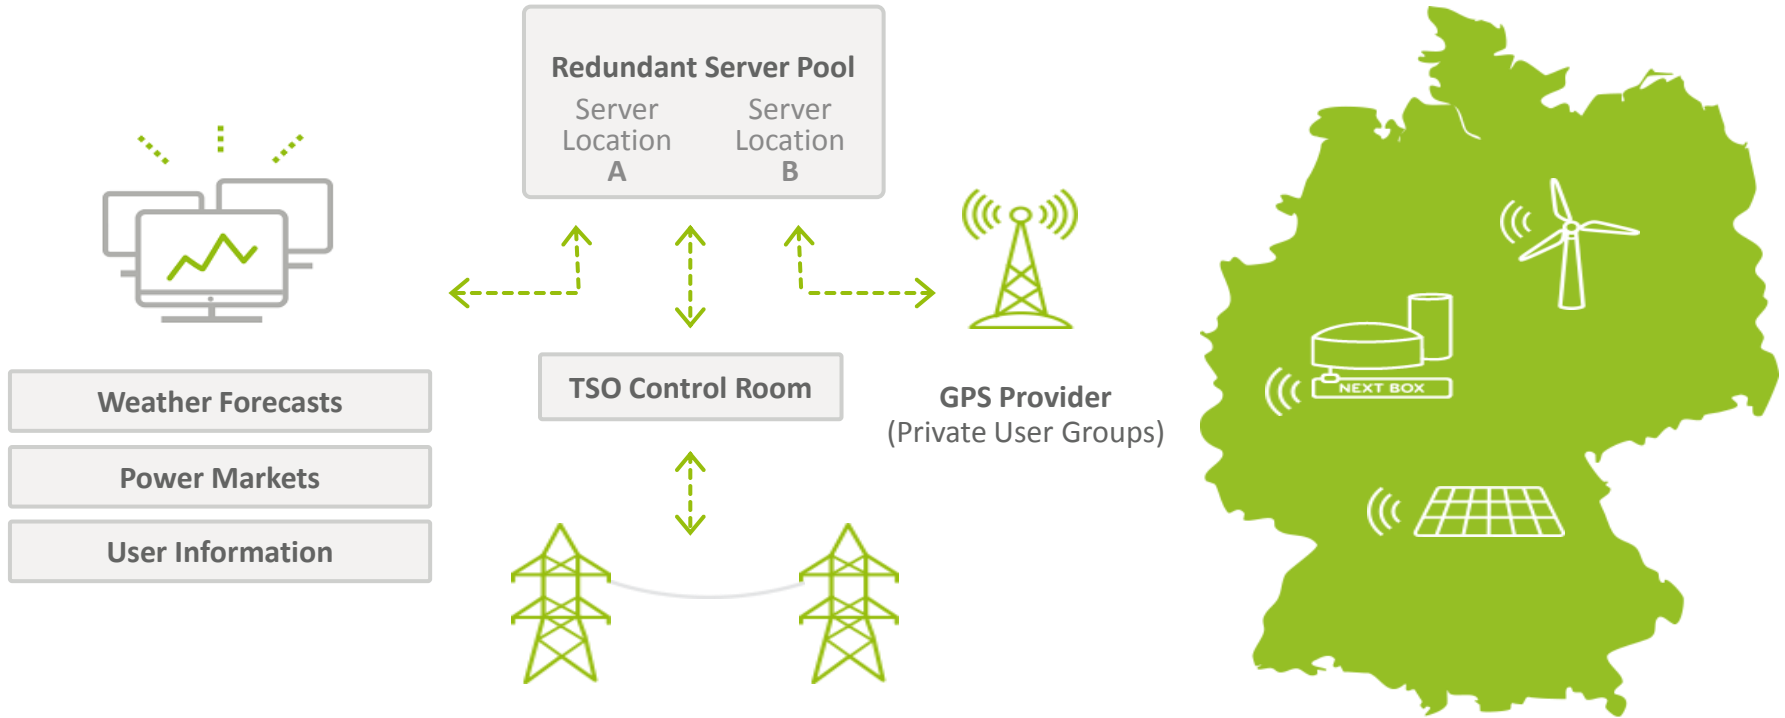 Redundant Server Pool
Server Location A
Server Location B
Weather Forecasts
Power Markets
User Information
TSO Control Room
GPS Provider
(Private User Groups)
NEXT BOX